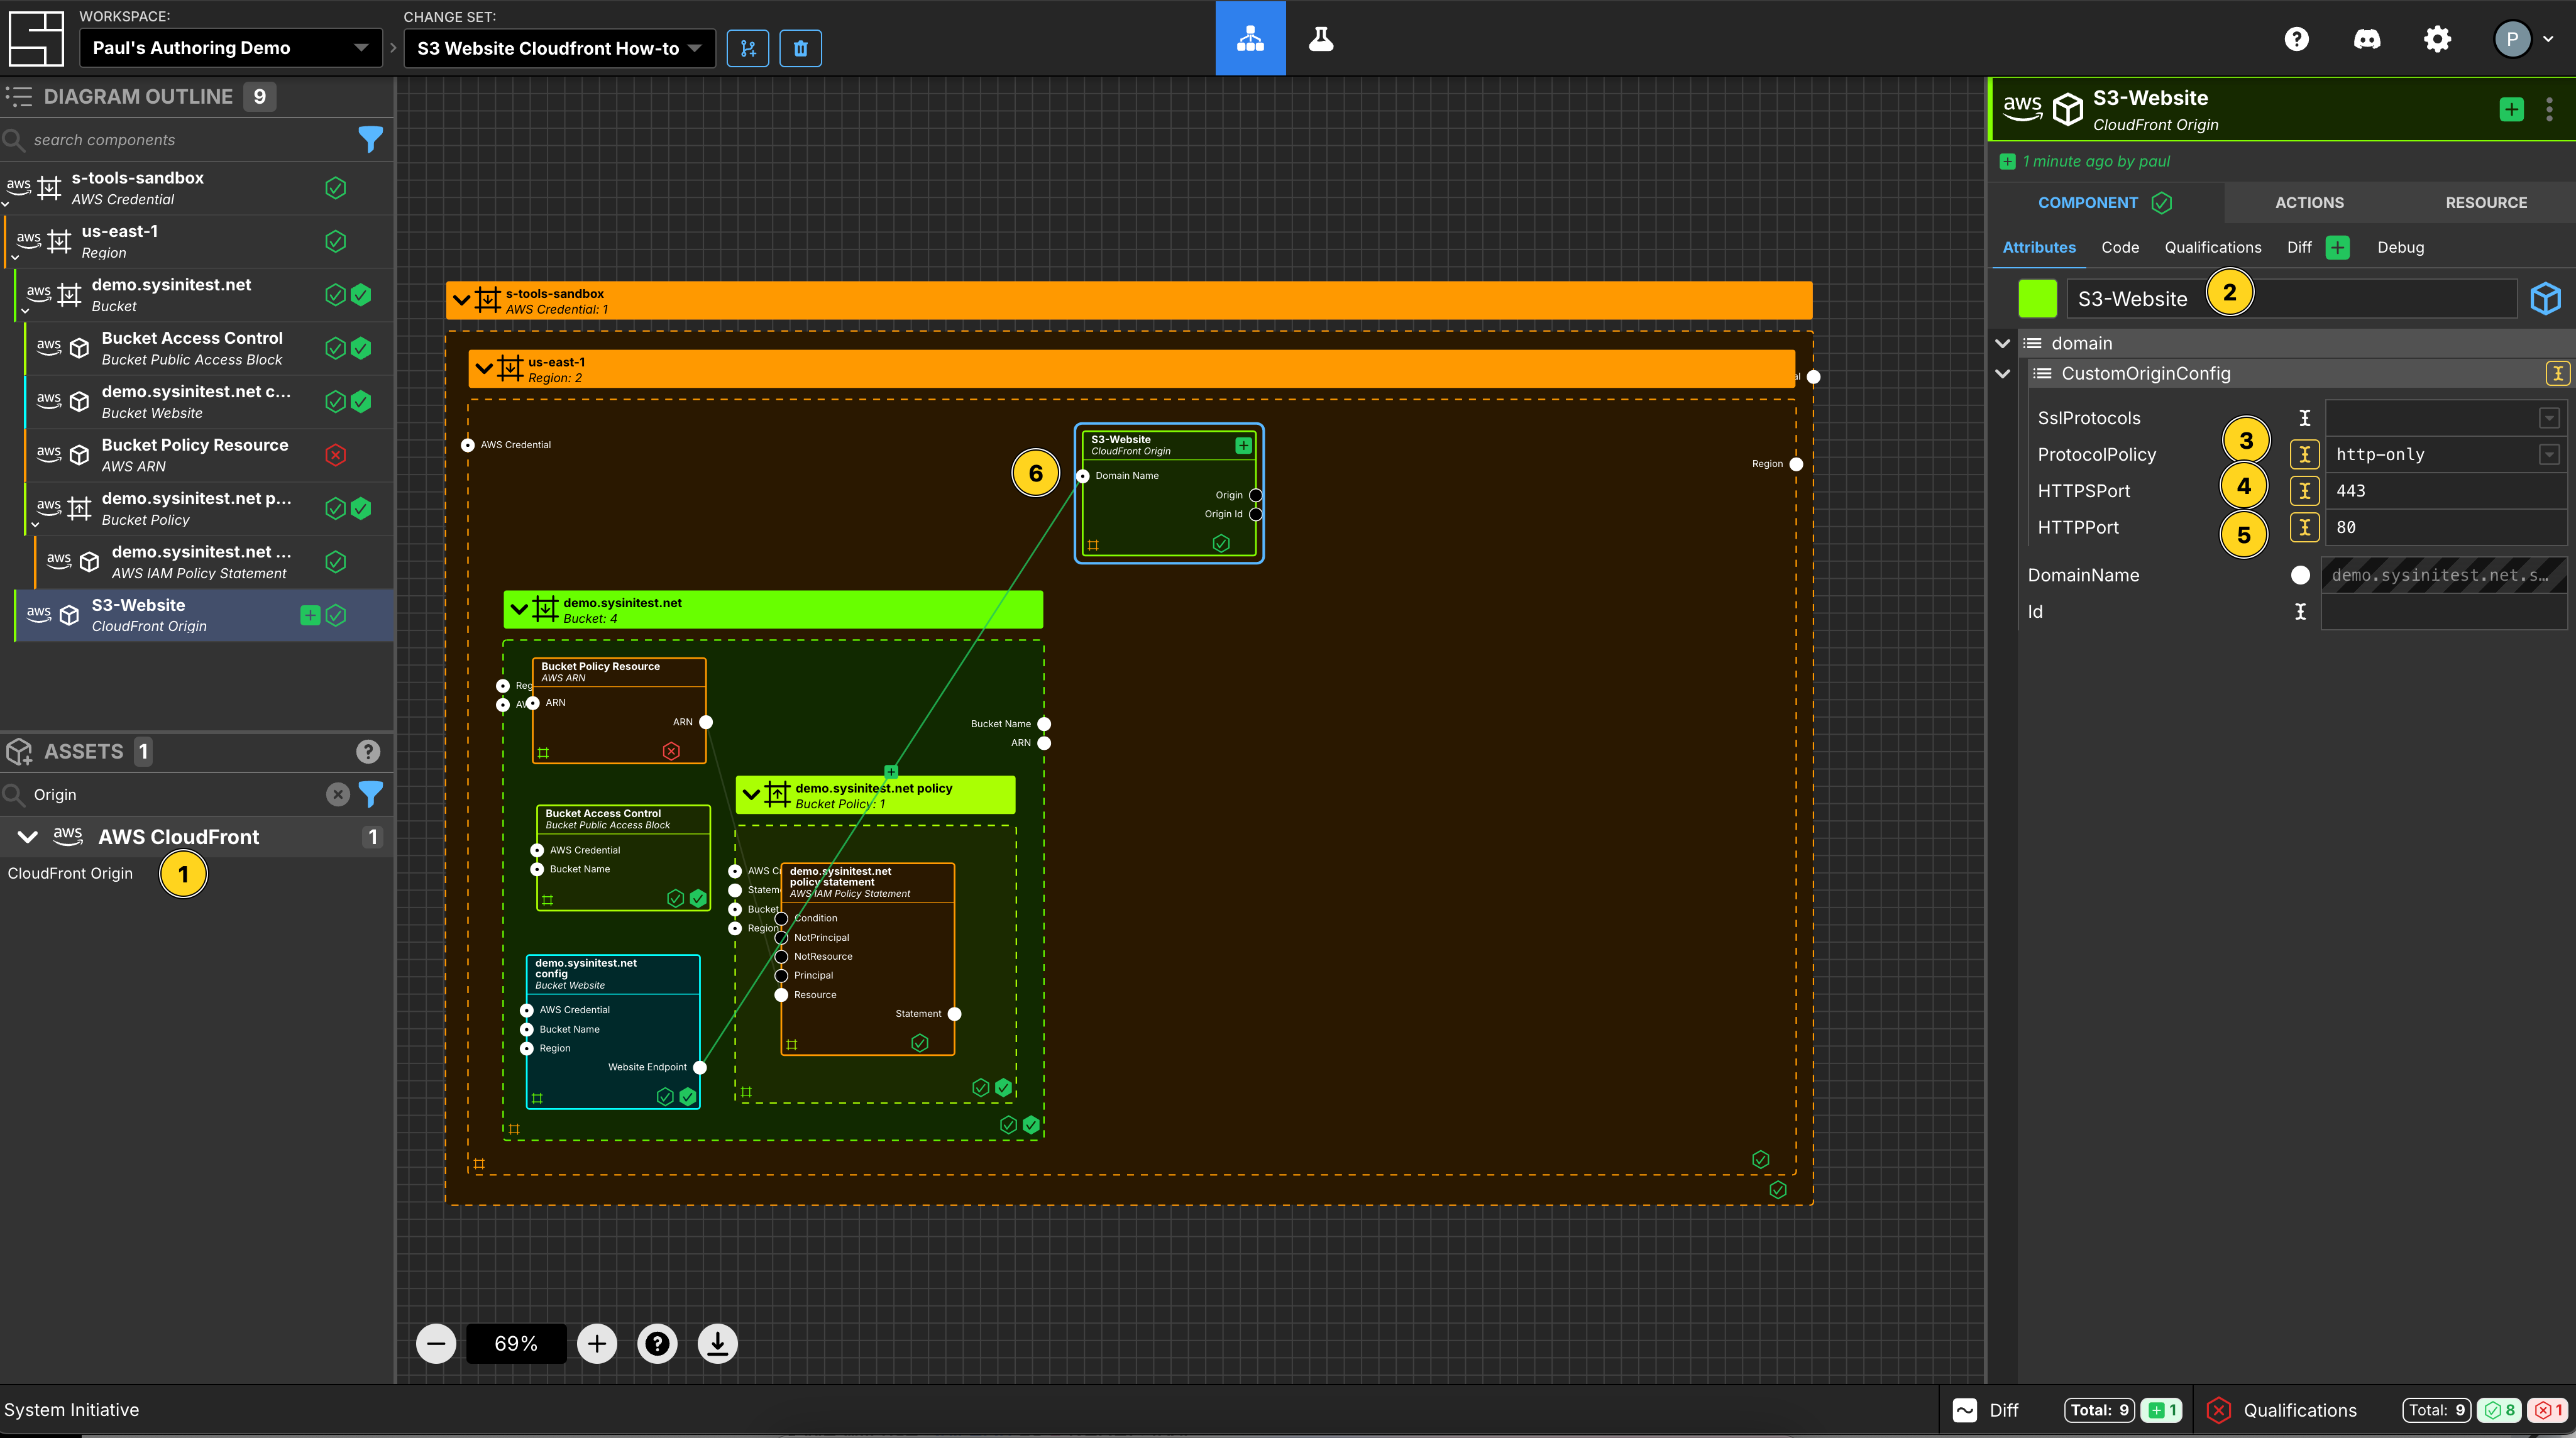 WORKSPACE:
Paul's Authoring Demo
CHANGE SET:
S3 Website Cloudfront How-to
P
DIAGRAM OUTLINE 9
search components
aws s-tools-sandbox
AWS Credential
aws us-east-1
Region
aws demo.sysinitest.net
Bucket
aws Bucket Access Control
Bucket Public Access Block
aws demo.sysinitest.net c...
Bucket Website
aws Bucket Policy Resource
AWS ARN
aws demo.sysinitest.net p...
Bucket Policy
aws demo.sysinitest.net ...
AWS IAM Policy Statement
aws S3-Website
CloudFront Origin
ASSETS 1
Origin
aws AWS CloudFront 1
CloudFront Origin 1
s-tools-sandbox
AWS Credential: 1
us-east-1
Region: 2
al
AWS Credential
Region
6
S3-Website
CloudFront Origin
Domain Name
Origin
Origin Id
demo.sysinitest.net
Bucket: 4
Reg
AW
Bucket Policy Resource
AWS ARN
ARN
ARN
Bucket Name
ARN
demo.sysinitest.net policy
Bucket Policy: 1
Bucket Access Control
Bucket Public Access Block
AWS Credential
Bucket Name
AWS C
Statem
Bucket
Region
demo.sysinitest.net
policy statement
AWS IAM Policy Statement
Condition
NotPrincipal
NotResource
Principal
Resource
Statement
demo.sysinitest.net
config
Bucket Website
AWS Credential
Bucket Name
Region
Website Endpoint
69%
aws S3-Website
CloudFront Origin
1 minute ago by paul
COMPONENT ACTIONS RESOURCE
Attributes Code Qualifications Diff Debug
S3-Website 2
domain
CustomOriginConfig
SslProtocols
ProtocolPolicy 3 http-only
HTTPSPort 4 443
HTTPPort 5 80
DomainName demo.sysinitest.net.s...
Id
System Initiative
Diff Total: 9 1
Qualifications Total: 9 8 1